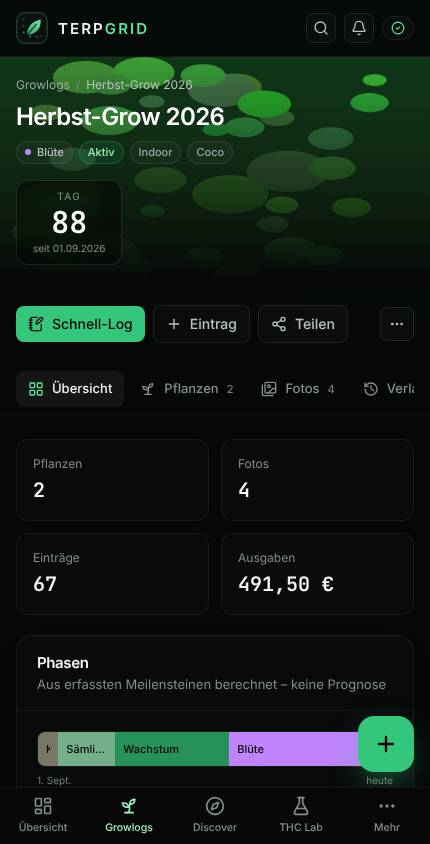 TERPGRID
Growlogs / Herbst-Grow 2026
Herbst-Grow 2026
Blüte Aktiv Indoor Coco
TAG
88
seit 01.09.2026
Schnell-Log Eintrag Teilen
Übersicht Pflanzen 2 Fotos 4 Verla
Pflanzen
2
Fotos
4
Einträge
67
Ausgaben
491,50 €
Phasen
Aus erfassten Meilensteinen berechnet – keine Prognose
Sämli... Wachstum Blüte
1. Sept. heute
Übersicht Growlogs Discover THC Lab Mehr